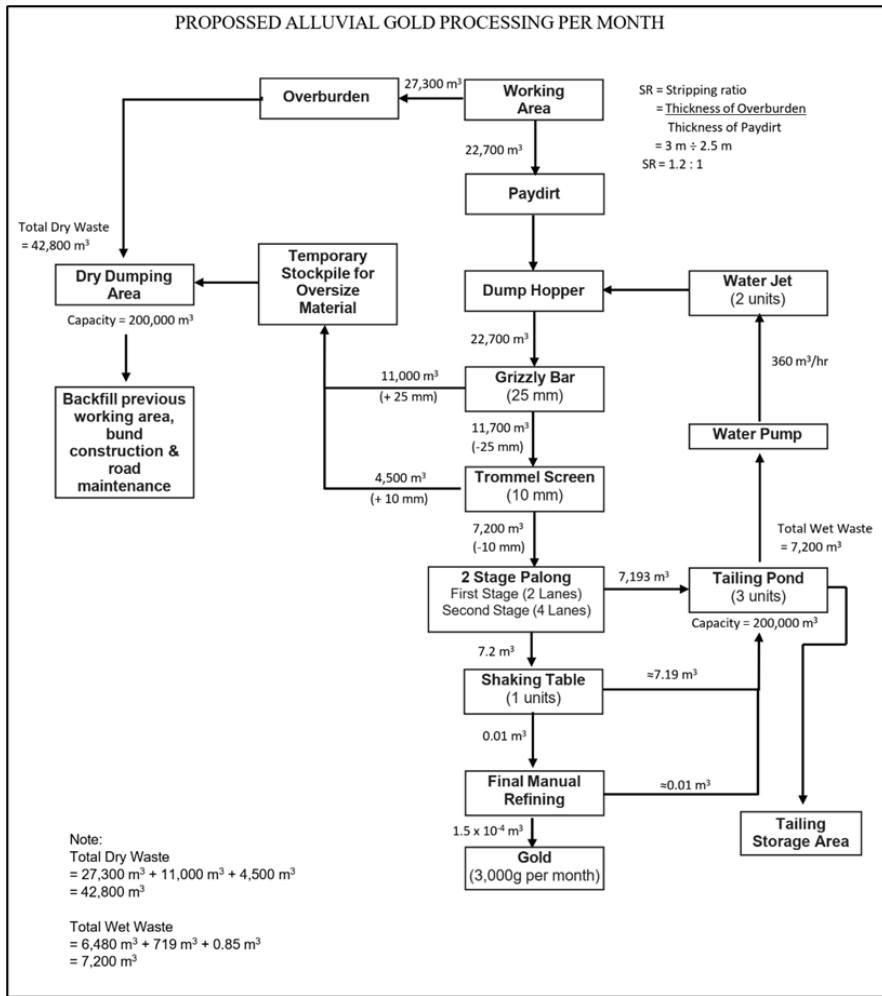 PROPOSSED ALLUVIAL GOLD PROCESSING PER MONTH
Overburden
27,300 m³
Working
Area
SR = Stripping ratio
= Thickness of Overburden
Thickness of Paydirt
= 3 m ÷ 2.5 m
SR = 1.2 : 1
22,700 m³
Paydirt
Total Dry Waste
= 42,800 m³
Dry Dumping
Area
Capacity = 200,000 m³
Temporary
Stockpile for
Oversize
Material
Dump Hopper
Water Jet
(2 units)
22,700 m³
360 m³/hr
11,000 m³
(+ 25 mm)
Grizzly Bar
(25 mm)
Backfill previous
working area,
bund
construction &
road
maintenance
11,700 m³
(-25 mm)
Water Pump
4,500 m³
(+ 10 mm)
Trommel Screen
(10 mm)
7,200 m³
(-10 mm)
Total Wet Waste
= 7,200 m³
2 Stage Palong
First Stage (2 Lanes)
Second Stage (4 Lanes)
7,193 m³
Tailing Pond
(3 units)
Capacity = 200,000 m³
7.2 m³
Shaking Table
(1 units)
≈7.19 m³
0.01 m³
Final Manual
Refining
≈0.01 m³
Tailing
Storage Area
1.5 x 10⁻⁴ m³
Gold
(3,000g per month)
Note:
Total Dry Waste
= 27,300 m³ + 11,000 m³ + 4,500 m³
= 42,800 m³
Total Wet Waste
= 6,480 m³ + 719 m³ + 0.85 m³
= 7,200 m³